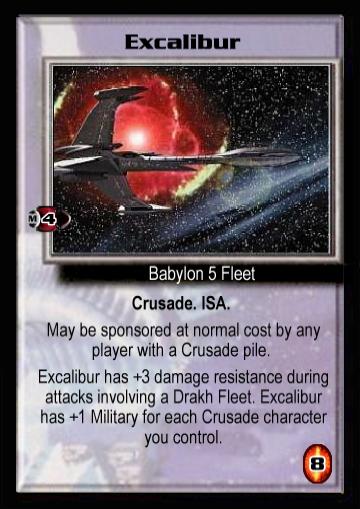 Excalibur
M 4
Babylon 5 Fleet
Crusade. ISA.
May be sponsored at normal cost by any
player with a Crusade pile.
Excalibur has +3 damage resistance during
attacks involving a Drakh Fleet. Excalibur
has +1 Military for each Crusade character
you control.
8